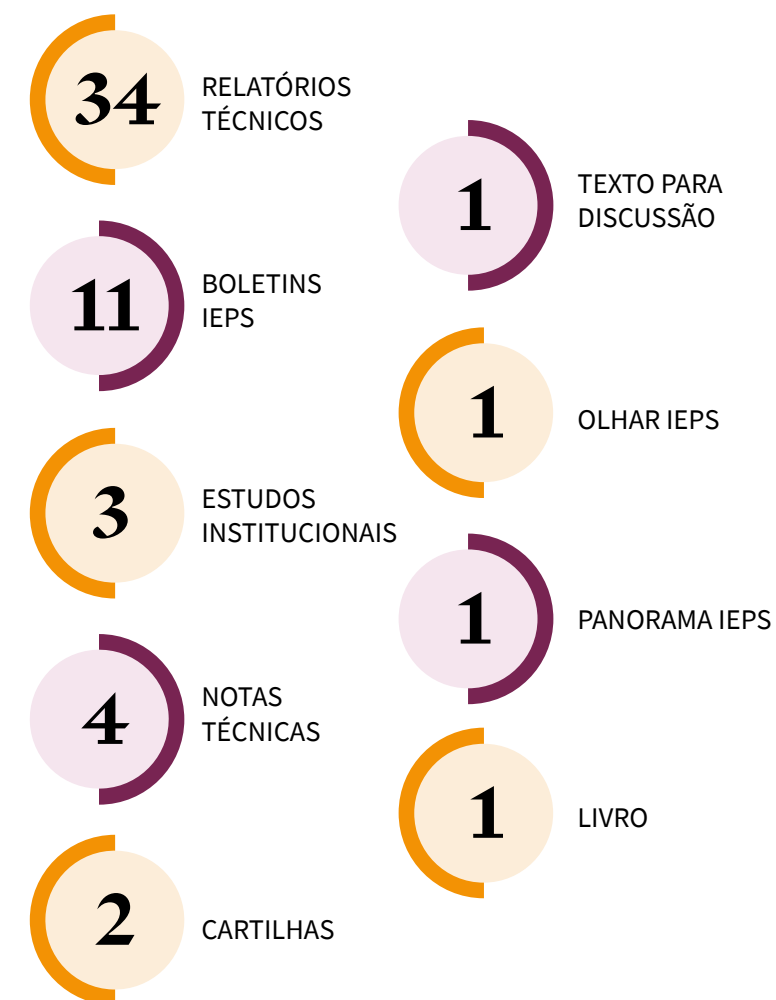 34
RELATÓRIOS
TÉCNICOS
11
BOLETINS
IEPS
3
ESTUDOS
INSTITUCIONAIS
4
NOTAS
TÉCNICAS
2
CARTILHAS
1
TEXTO PARA
DISCUSSÃO
1
OLHAR IEPS
1
PANORAMA IEPS
1
LIVRO